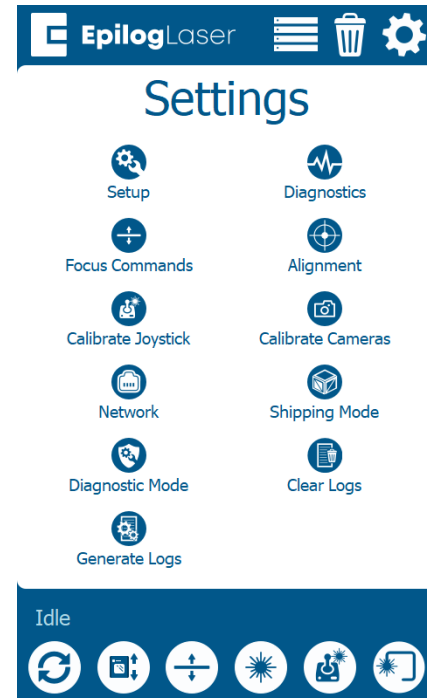 EpilogLaser
Settings
Setup
Diagnostics
Focus Commands
Alignment
Calibrate Joystick
Calibrate Cameras
Network
Shipping Mode
Diagnostic Mode
Clear Logs
Generate Logs
Idle